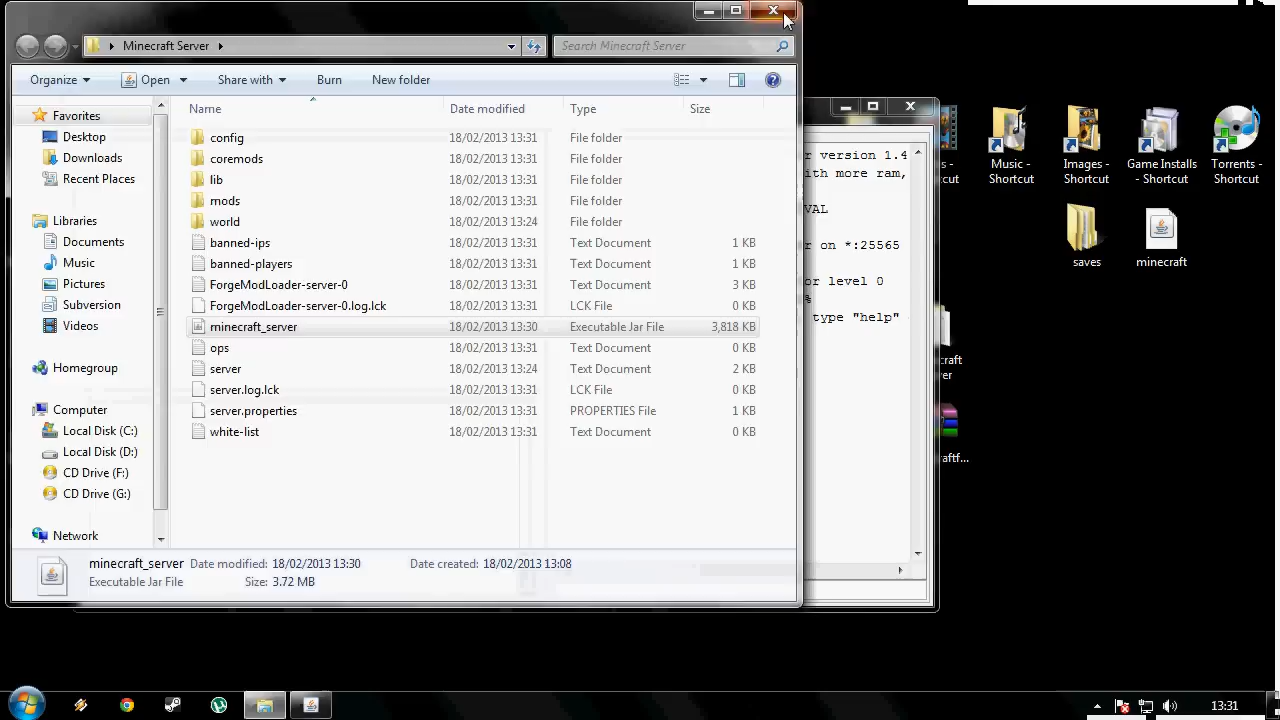 Minecraft Server
Search Minecraft Server
Organize Open Share with Burn New folder
Name Date modified Type Size
Favorites
Desktop
Downloads
Recent Places
Libraries
Documents
Music
Pictures
Subversion
Videos
Homegroup
Computer
Local Disk (C:)
Local Disk (D:)
CD Drive (F:)
CD Drive (G:)
Network
config 18/02/2013 13:31 File folder
coremods 18/02/2013 13:31 File folder
lib 18/02/2013 13:31 File folder
mods 18/02/2013 13:31 File folder
world 18/02/2013 13:24 File folder
banned-ips 18/02/2013 13:31 Text Document 1 KB
banned-players 18/02/2013 13:31 Text Document 1 KB
ForgeModLoader-server-0 18/02/2013 13:31 Text Document 3 KB
ForgeModLoader-server-0.log.lck 18/02/2013 13:31 LCK File 0 KB
minecraft_server 18/02/2013 13:30 Executable Jar File 3,818 KB
ops 18/02/2013 13:31 Text Document 0 KB
server 18/02/2013 13:24 Text Document 2 KB
server.log.lck 18/02/2013 13:31 LCK File 0 KB
server.properties 18/02/2013 13:31 PROPERTIES File 1 KB
white-list 18/02/2013 13:31 Text Document 0 KB
minecraft_server Date modified: 18/02/2013 13:30 Date created: 18/02/2013 13:08
Executable Jar File Size: 3.72 MB
r version 1.4
ith more ram,
VAL
r on *:25565
or level 0
%
type "help"
s -
cut
Music -
Shortcut
Images -
Shortcut
Game Installs
- Shortcut
Torrents -
Shortcut
saves
minecraft
craft
ver
craftf...
13:31